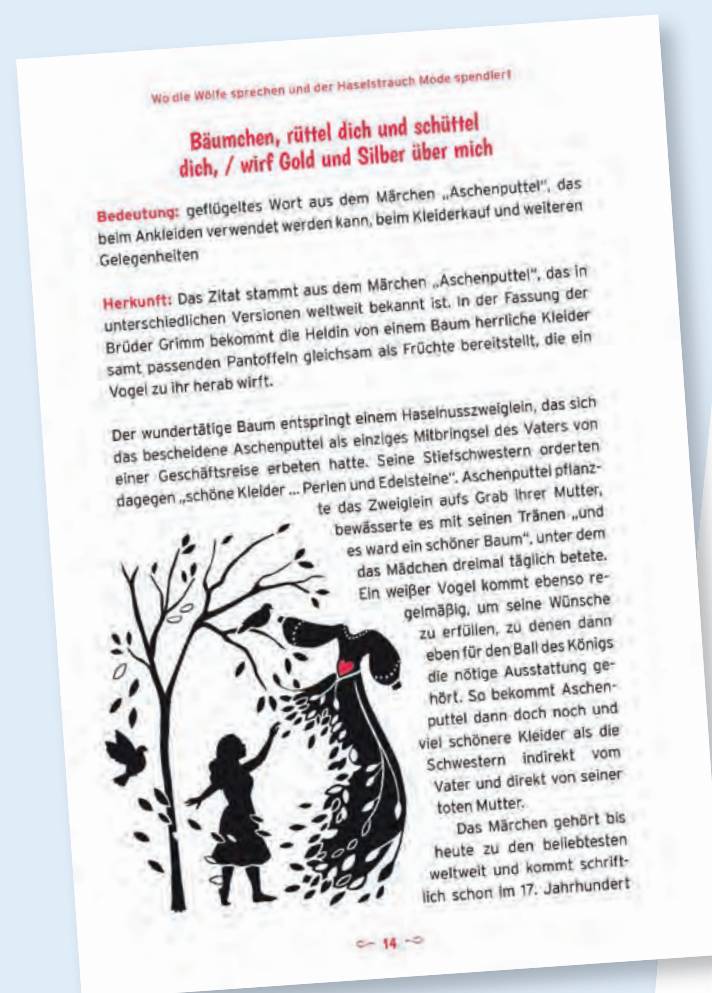 Wo die Wölfe sprechen und der Haselstrauch Mode spendiert
Bäumchen, rüttel dich und schüttel
dich, / wirf Gold und Silber über mich
Bedeutung: geflügeltes Wort aus dem Märchen „Aschenputtel“, das
beim Ankleiden verwendet werden kann, beim Kleiderkauf und weiteren
Gelegenheiten
Herkunft: Das Zitat stammt aus dem Märchen „Aschenputtel“, das in
unterschiedlichen Versionen weltweit bekannt ist. In der Fassung der
Brüder Grimm bekommt die Heldin von einem Baum herrliche Kleider
samt passenden Pantoffeln gleichsam als Früchte bereitstellt, die ein
Vogel zu ihr herab wirft.
Der wundertätige Baum entspringt einem Haselnusszweiglein, das sich
das bescheidene Aschenputtel als einziges Mitbringsel des Vaters von
einer Geschäftsreise erbeten hatte. Seine Stiefschwestern orderten
dagegen „schöne Kleider ... Perlen und Edelsteine“. Aschenputtel pflanz-
te das Zweiglein aufs Grab ihrer Mutter,
bewässerte es mit seinen Tränen „und
es ward ein schöner Baum“, unter dem
das Mädchen dreimal täglich betete.
Ein weißer Vogel kommt ebenso re-
gelmäßig, um seine Wünsche
zu erfüllen, zu denen dann
eben für den Ball des Königs
die nötige Ausstattung ge-
hört. So bekommt Aschen-
puttel dann doch noch und
viel schönere Kleider als die
Schwestern indirekt vom
Vater und direkt von seiner
toten Mutter.
Das Märchen gehört bis
heute zu den beliebtesten
weltweit und kommt schrift-
lich schon im 17. Jahrhundert
14